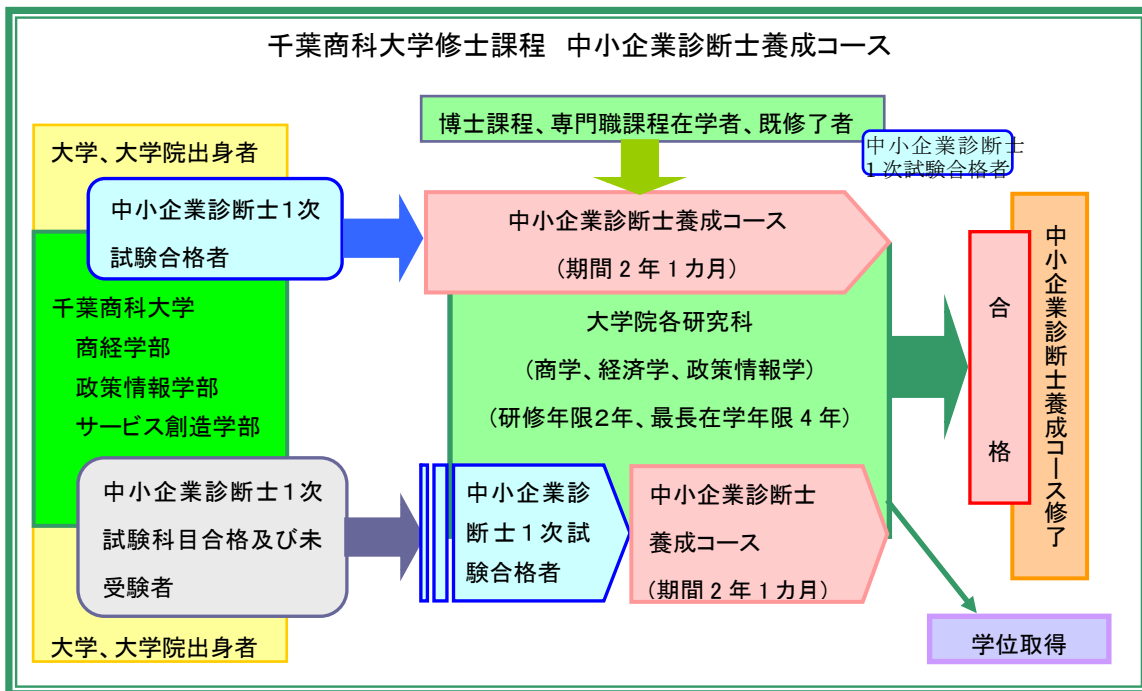 千葉商科大学修士課程　中小企業診断士養成コース
博士課程、専門職課程在学者、既修了者
中小企業診断士
1次試験合格者
大学、大学院出身者
中小企業診断士１次
試験合格者
中小企業診断士養成コース
(期間２年１カ月)
千葉商科大学
商経学部
政策情報学部
サービス創造学部
大学院各研究科
(商学、経済学、政策情報学)
(研修年限２年、最長在学年限４年)
合格
中小企業診断士養成コース修了
中小企業診断士１次
試験科目合格及び未
受験者
中小企業診
断士１次試
験合格者
中小企業診断士
養成コース
(期間２年１カ月)
大学、大学院出身者
学位取得